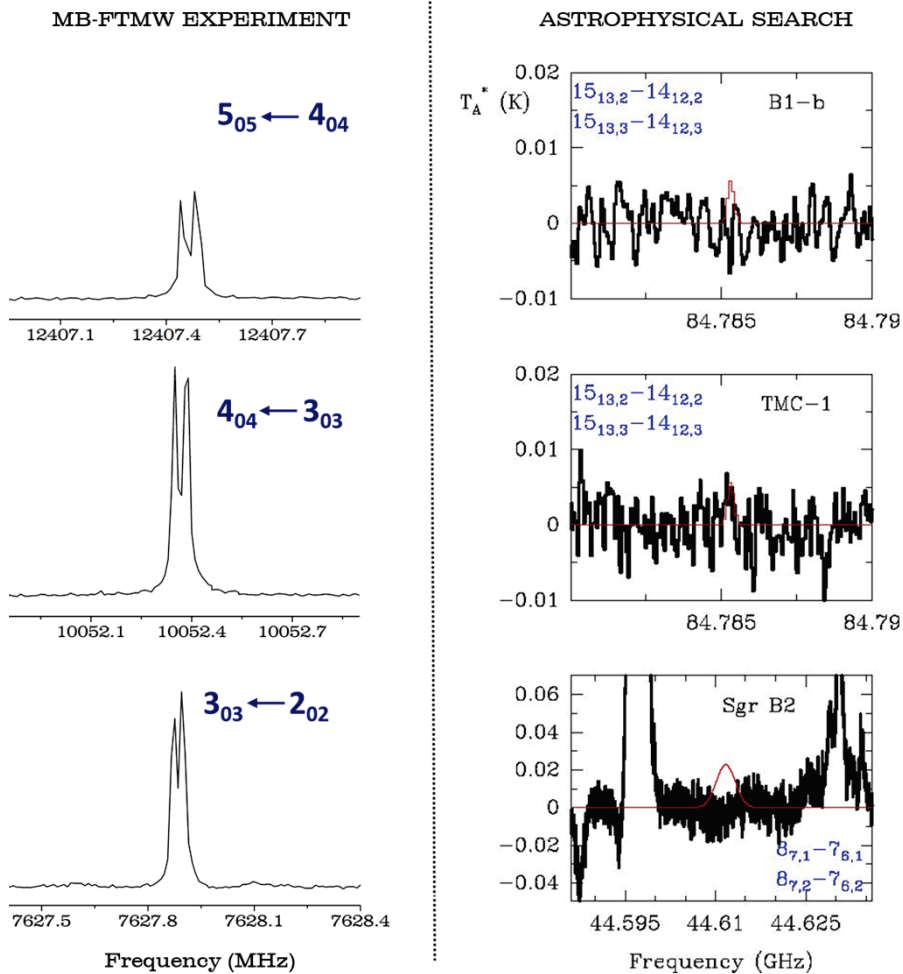 MB-FTMW EXPERIMENT
5₀₅ ← 4₀₄
12407.1 12407.4 12407.7
4₀₄ ← 3₀₃
10052.1 10052.4 10052.7
3₀₃ ← 2₀₂
7627.5 7627.8 7628.1 7628.4
Frequency (MHz)
ASTROPHYSICAL SEARCH
T_A* (K)
0.02
0.01
0
−0.01
15₁₃,₂−14₁₂,₂
15₁₃,₃−14₁₂,₃
B1-b
84.785 84.79
0.02
0.01
0
−0.01
15₁₃,₂−14₁₂,₂
15₁₃,₃−14₁₂,₃
TMC-1
84.785 84.79
0.06
0.04
0.02
0
−0.02
−0.04
Sgr B2
8₇,₁−7₆,₁
8₇,₂−7₆,₂
44.595 44.61 44.625
Frequency (GHz)